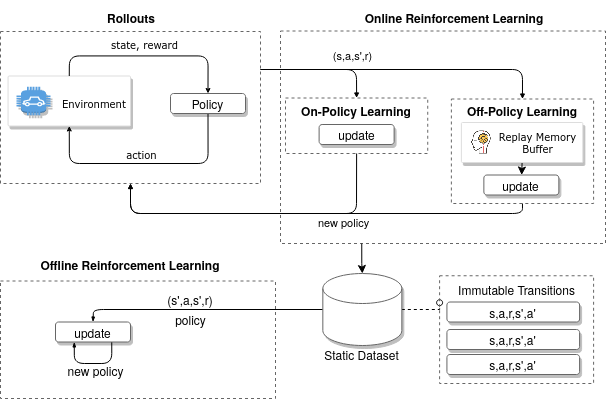 Rollouts
Online Reinforcement Learning
state, reward
(s,a,s',r)
Environment
Policy
On-Policy Learning
Off-Policy Learning
update
Replay Memory
Buffer
action
update
new policy
Offline Reinforcement Learning
(s',a,s',r)
policy
update
new policy
Static Dataset
Immutable Transitions
s,a,r,s',a'
s,a,r,s',a'
s,a,r,s',a'